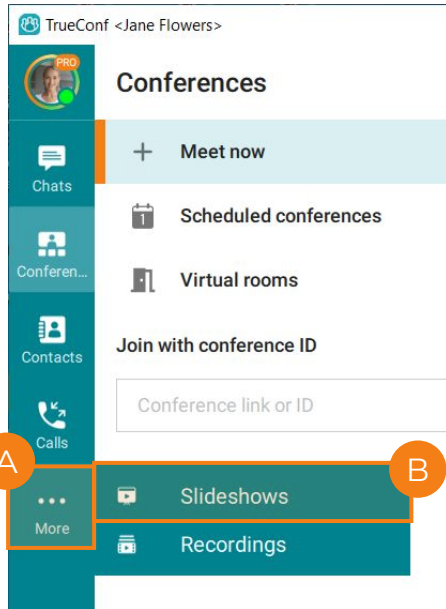 TrueConf <Jane Flowers>
PRO
Conferences
Meet now
Chats
1
Scheduled conferences
Conferen...
Virtual rooms
Join with conference ID
Contacts
Conference link or ID
Calls
A
B
Slideshows
More
Recordings